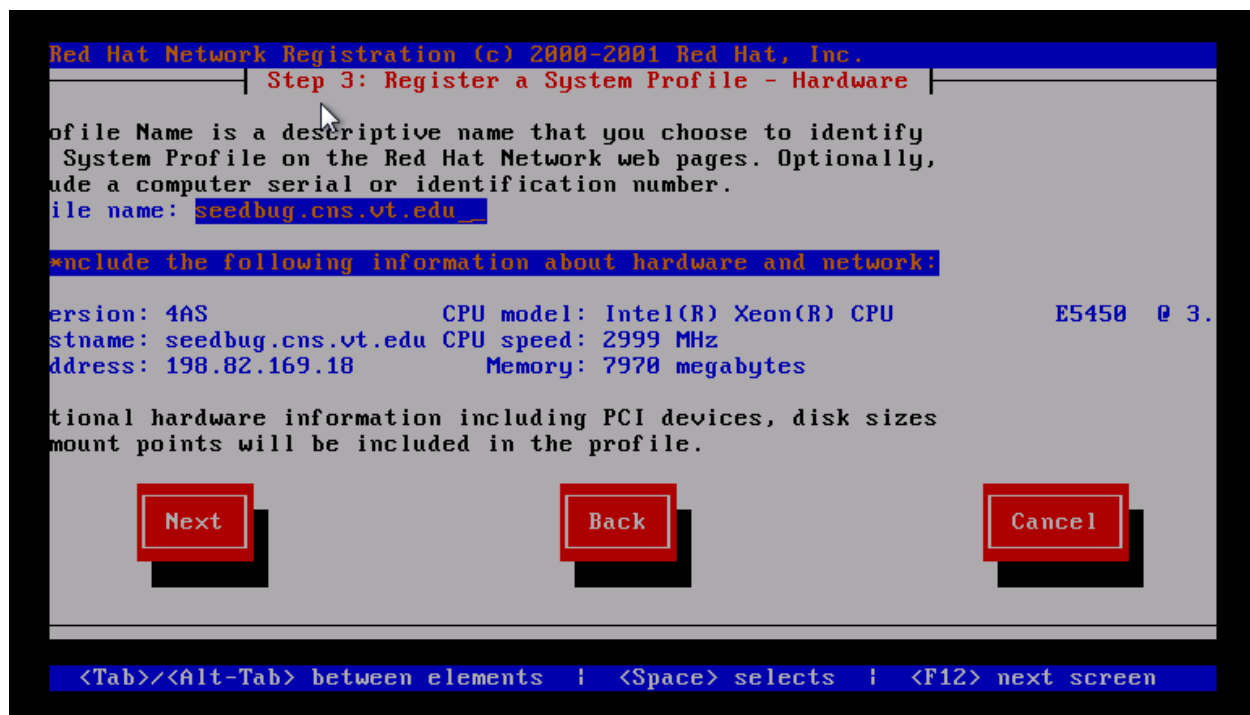 Red Hat Network Registration (c) 2000-2001 Red Hat, Inc.
Step 3: Register a System Profile - Hardware
ofile Name is a descriptive name that you choose to identify
System Profile on the Red Hat Network web pages. Optionally,
ude a computer serial or identification number.
ile name: seedbug.cns.vt.edu__
*nclude the following information about hardware and network:
ersion: 4AS CPU model: Intel(R) Xeon(R) CPU E5450 @ 3.
stname: seedbug.cns.vt.edu CPU speed: 2999 MHz
ddress: 198.82.169.18 Memory: 7970 megabytes
tional hardware information including PCI devices, disk sizes
mount points will be included in the profile.
Next Back Cancel
<Tab>/<Alt-Tab> between elements | <Space> selects | <F12> next screen